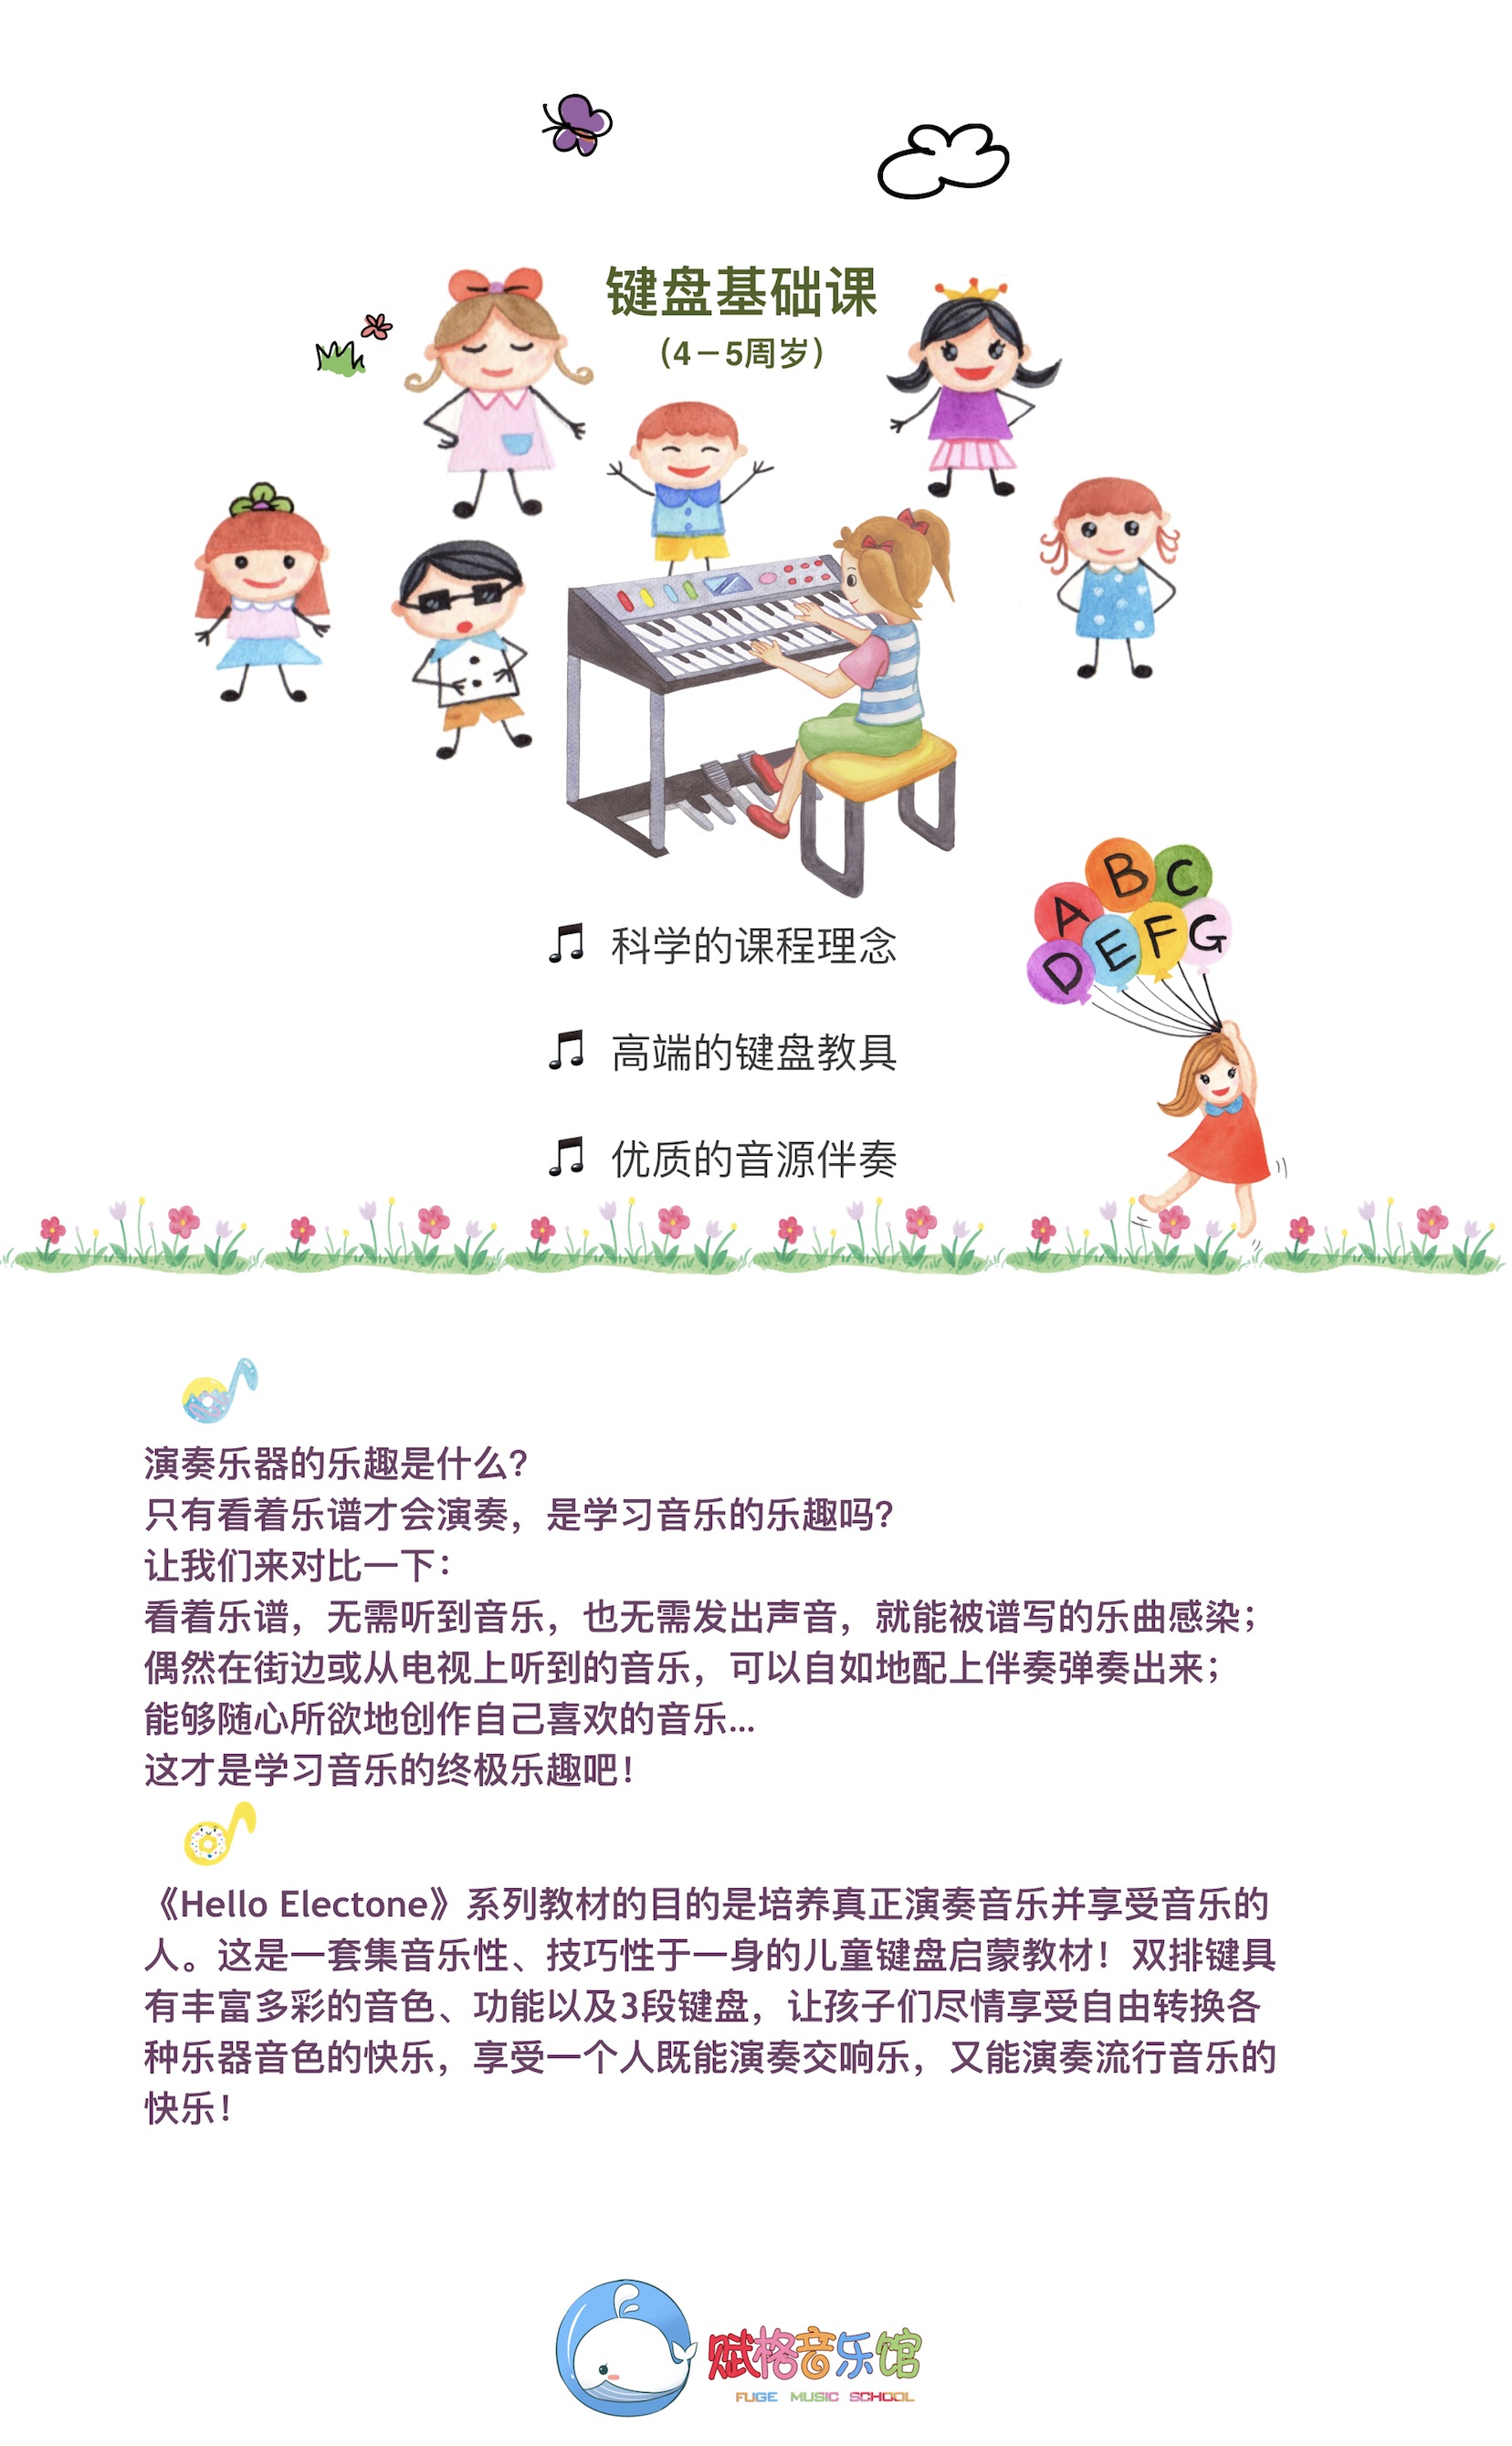 键盘基础课
（4－5周岁）
科学的课程理念
高端的键盘教具
优质的音源伴奏
A B C
D E F G
演奏乐器的乐趣是什么？
只有看着乐谱才会演奏，是学习音乐的乐趣吗？
让我们来对比一下：
看着乐谱，无需听到音乐，也无需发出声音，就能被谱写的乐曲感染；
偶然在街边或从电视上听到的音乐，可以自如地配上伴奏弹奏出来；
能够随心所欲地创作自己喜欢的音乐...
这才是学习音乐的终极乐趣吧！
《Hello Electone》系列教材的目的是培养真正演奏音乐并享受音乐的
人。这是一套集音乐性、技巧性于一身的儿童键盘启蒙教材！双排键具
有丰富多彩的音色、功能以及3段键盘，让孩子们尽情享受自由转换各
种乐器音色的快乐，享受一个人既能演奏交响乐，又能演奏流行音乐的
快乐！
赋格音乐馆
FUGE MUSIC SCHOOL